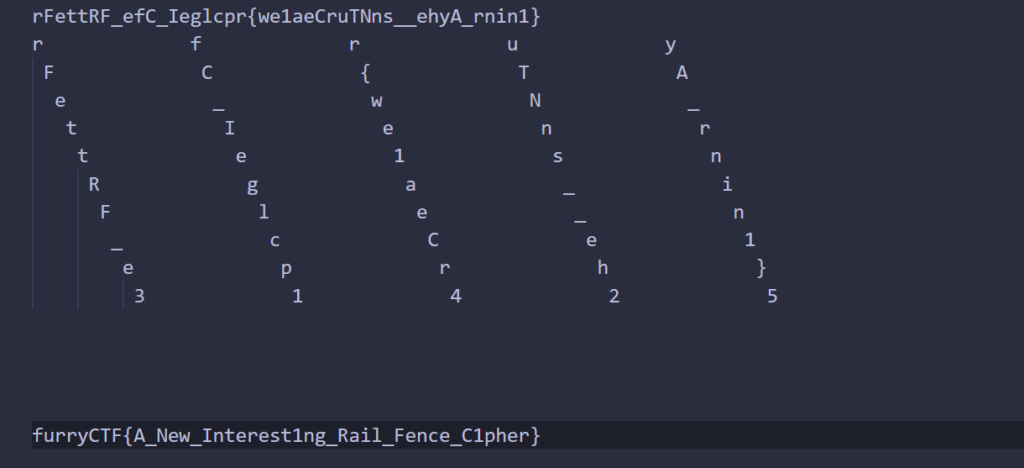 rFettRF_efC_Ieglcpr{we1aeCruTNns__ehyA_rnin1}
r f r u y
F C { T A
e _ w N _
t I e n r
t e 1 s n
R g a _ i
F l e _ n
_ c C e 1
e p r h }
3 1 4 2 5
furryCTF{A_New_Interest1ng_Rail_Fence_C1pher}